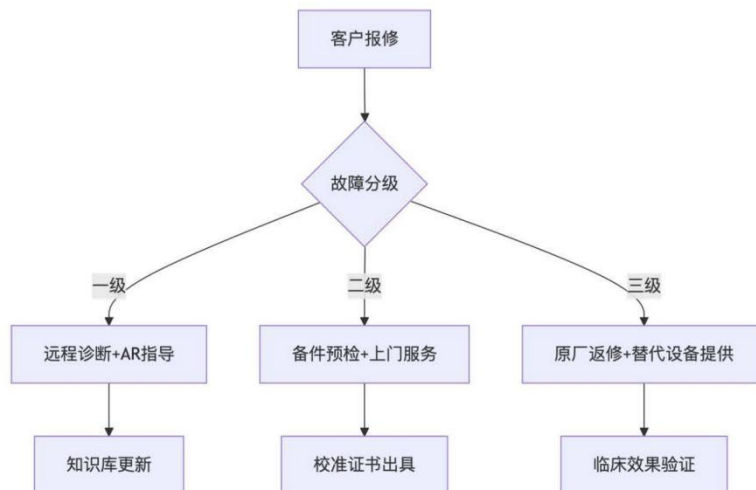 客户报修
故障分级
一级
二级
三级
远程诊断+AR指导
备件预检+上门服务
原厂返修+替代设备提供
知识库更新
校准证书出具
临床效果验证